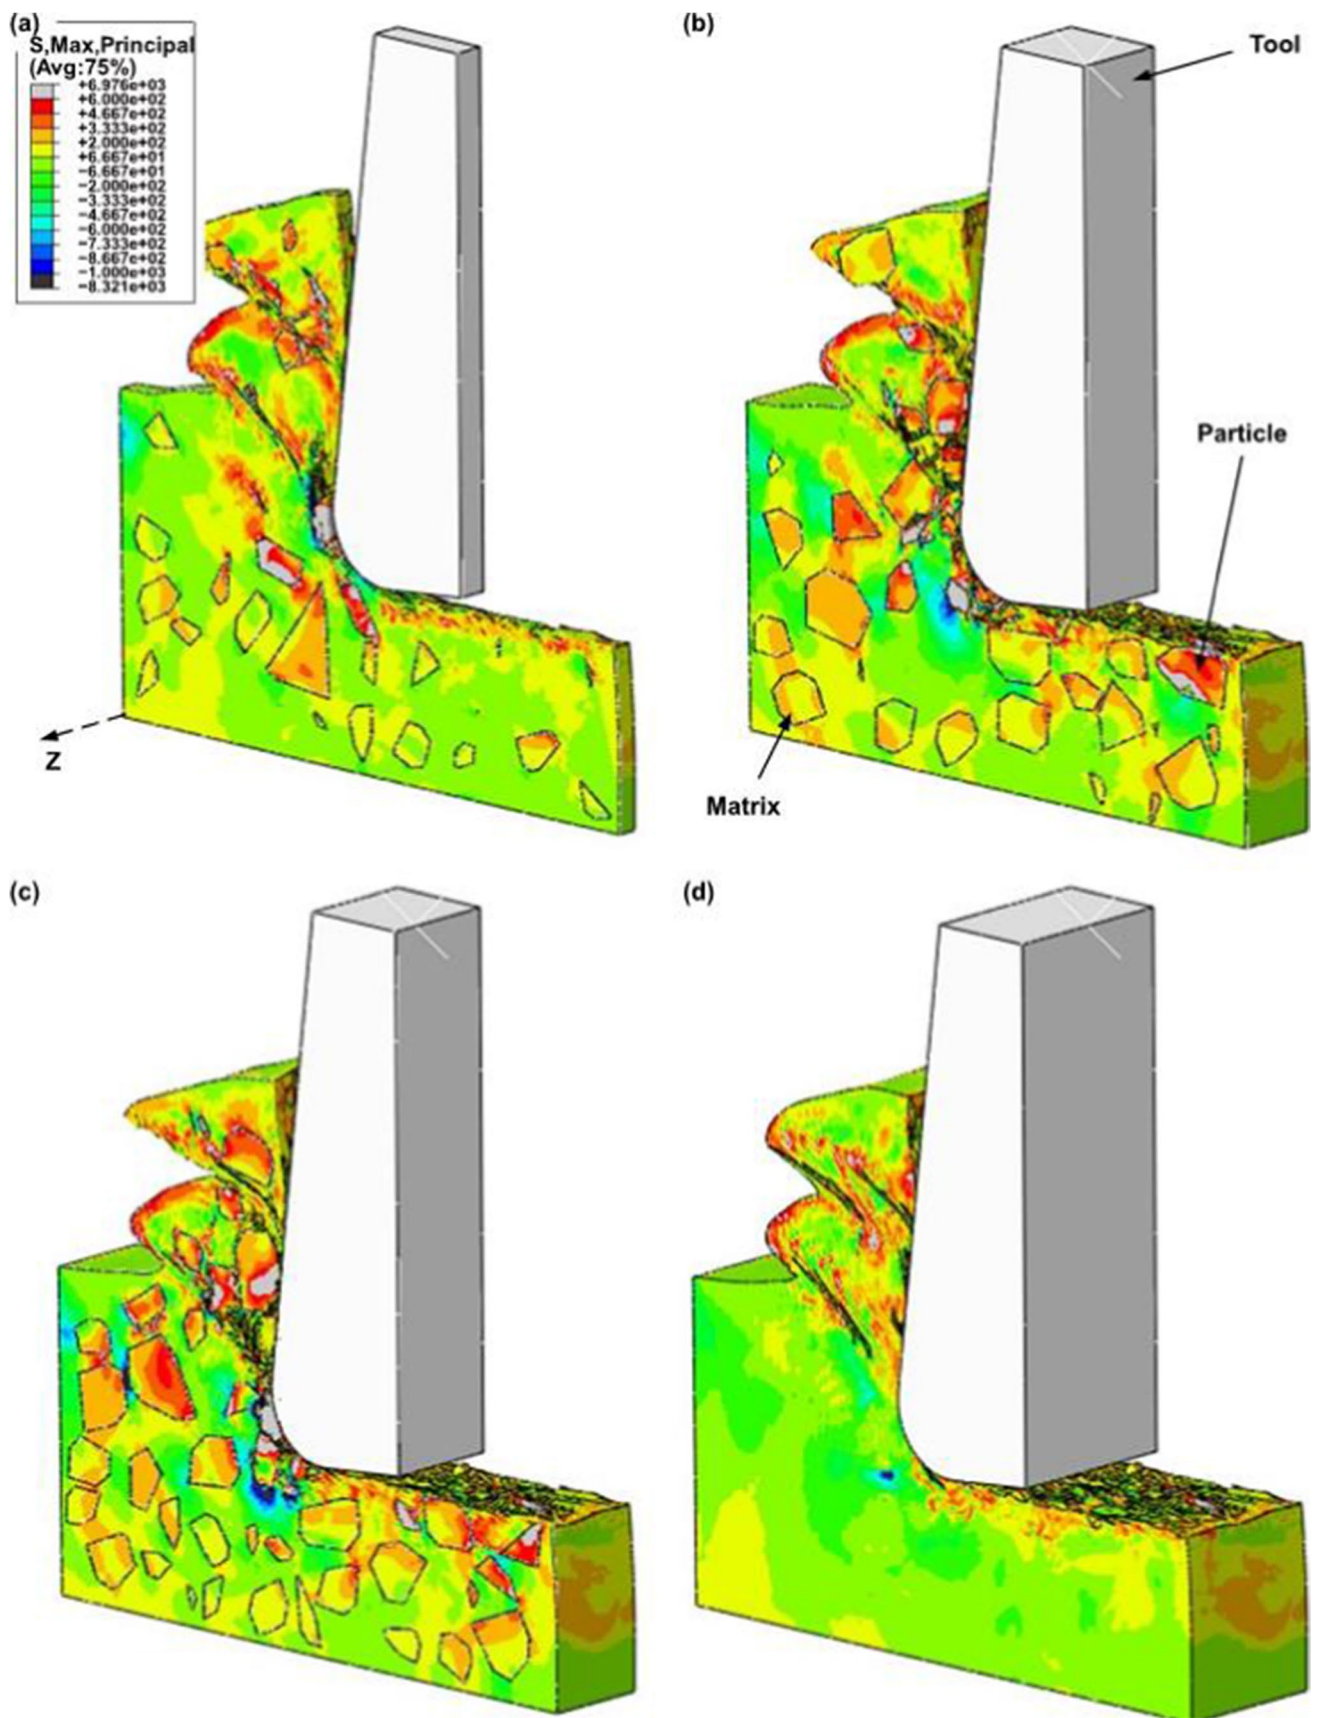 (a)
S,Max,Principal
(Avg:75%)
+6.976e+03
+6.000e+02
+4.667e+02
+3.333e+02
+2.000e+02
+6.667e+01
−6.667e+01
−2.000e+02
−3.333e+02
−4.667e+02
−6.000e+02
−7.333e+02
−8.667e+02
−1.000e+03
−8.321e+03
Z
(b)
Tool
Particle
Matrix
(c)
(d)